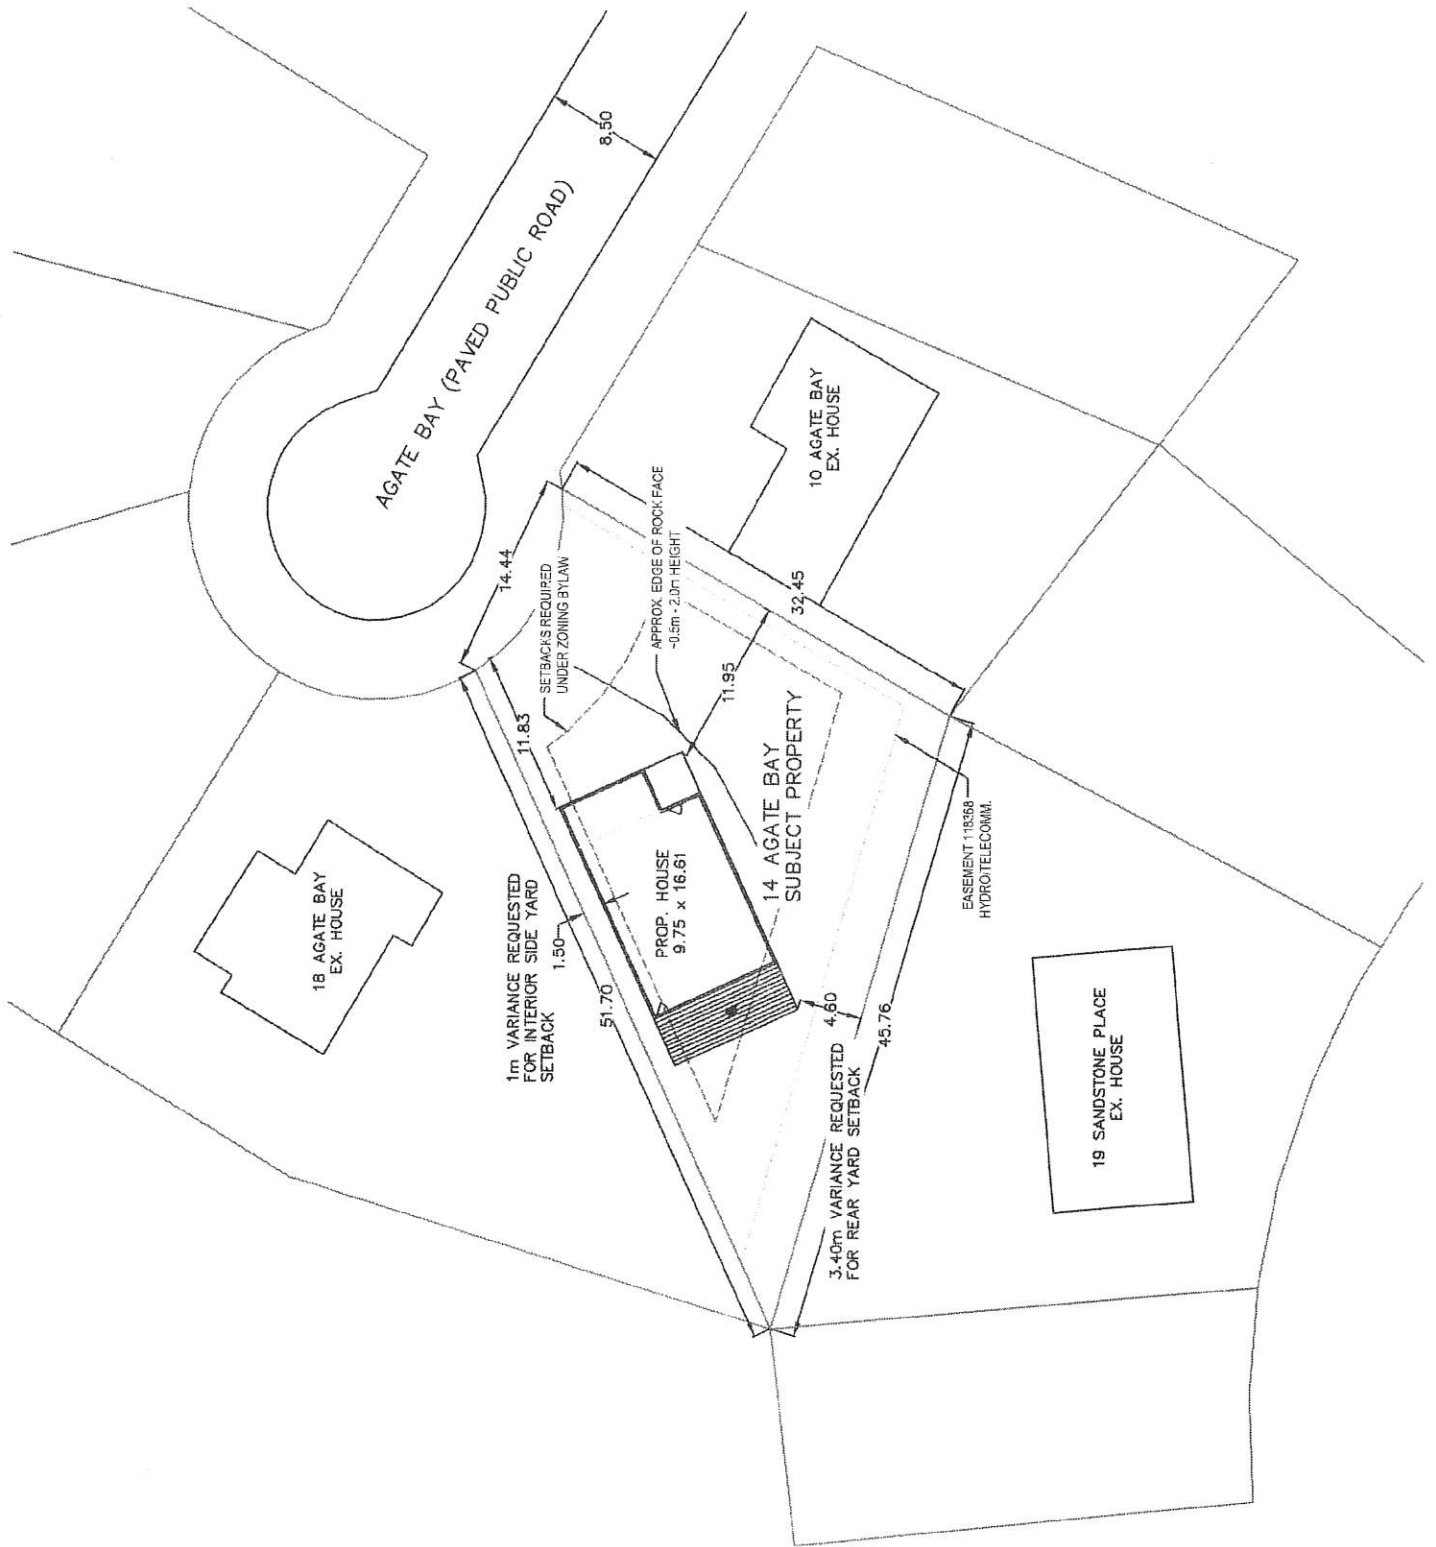 8.50
AGATE BAY (PAVED PUBLIC ROAD)
14.44
SETBACKS REQUIRED
UNDER ZONING BYLAW
APPROX. EDGE OF ROCK FACE
~0.5m - 2.0m HEIGHT
10 AGATE BAY
EX. HOUSE
32.45
11.83
11.95
18 AGATE BAY
EX. HOUSE
1m VARIANCE REQUESTED
FOR INTERIOR SIDE YARD
SETBACK
1.50
51.70
PROP. HOUSE
9.75 x 16.61
14 AGATE BAY
SUBJECT PROPERTY
EASEMENT 118368
HYDRO/TELECOMM.
4.60
45.76
3.40m VARIANCE REQUESTED
FOR REAR YARD SETBACK
19 SANDSTONE PLACE
EX. HOUSE